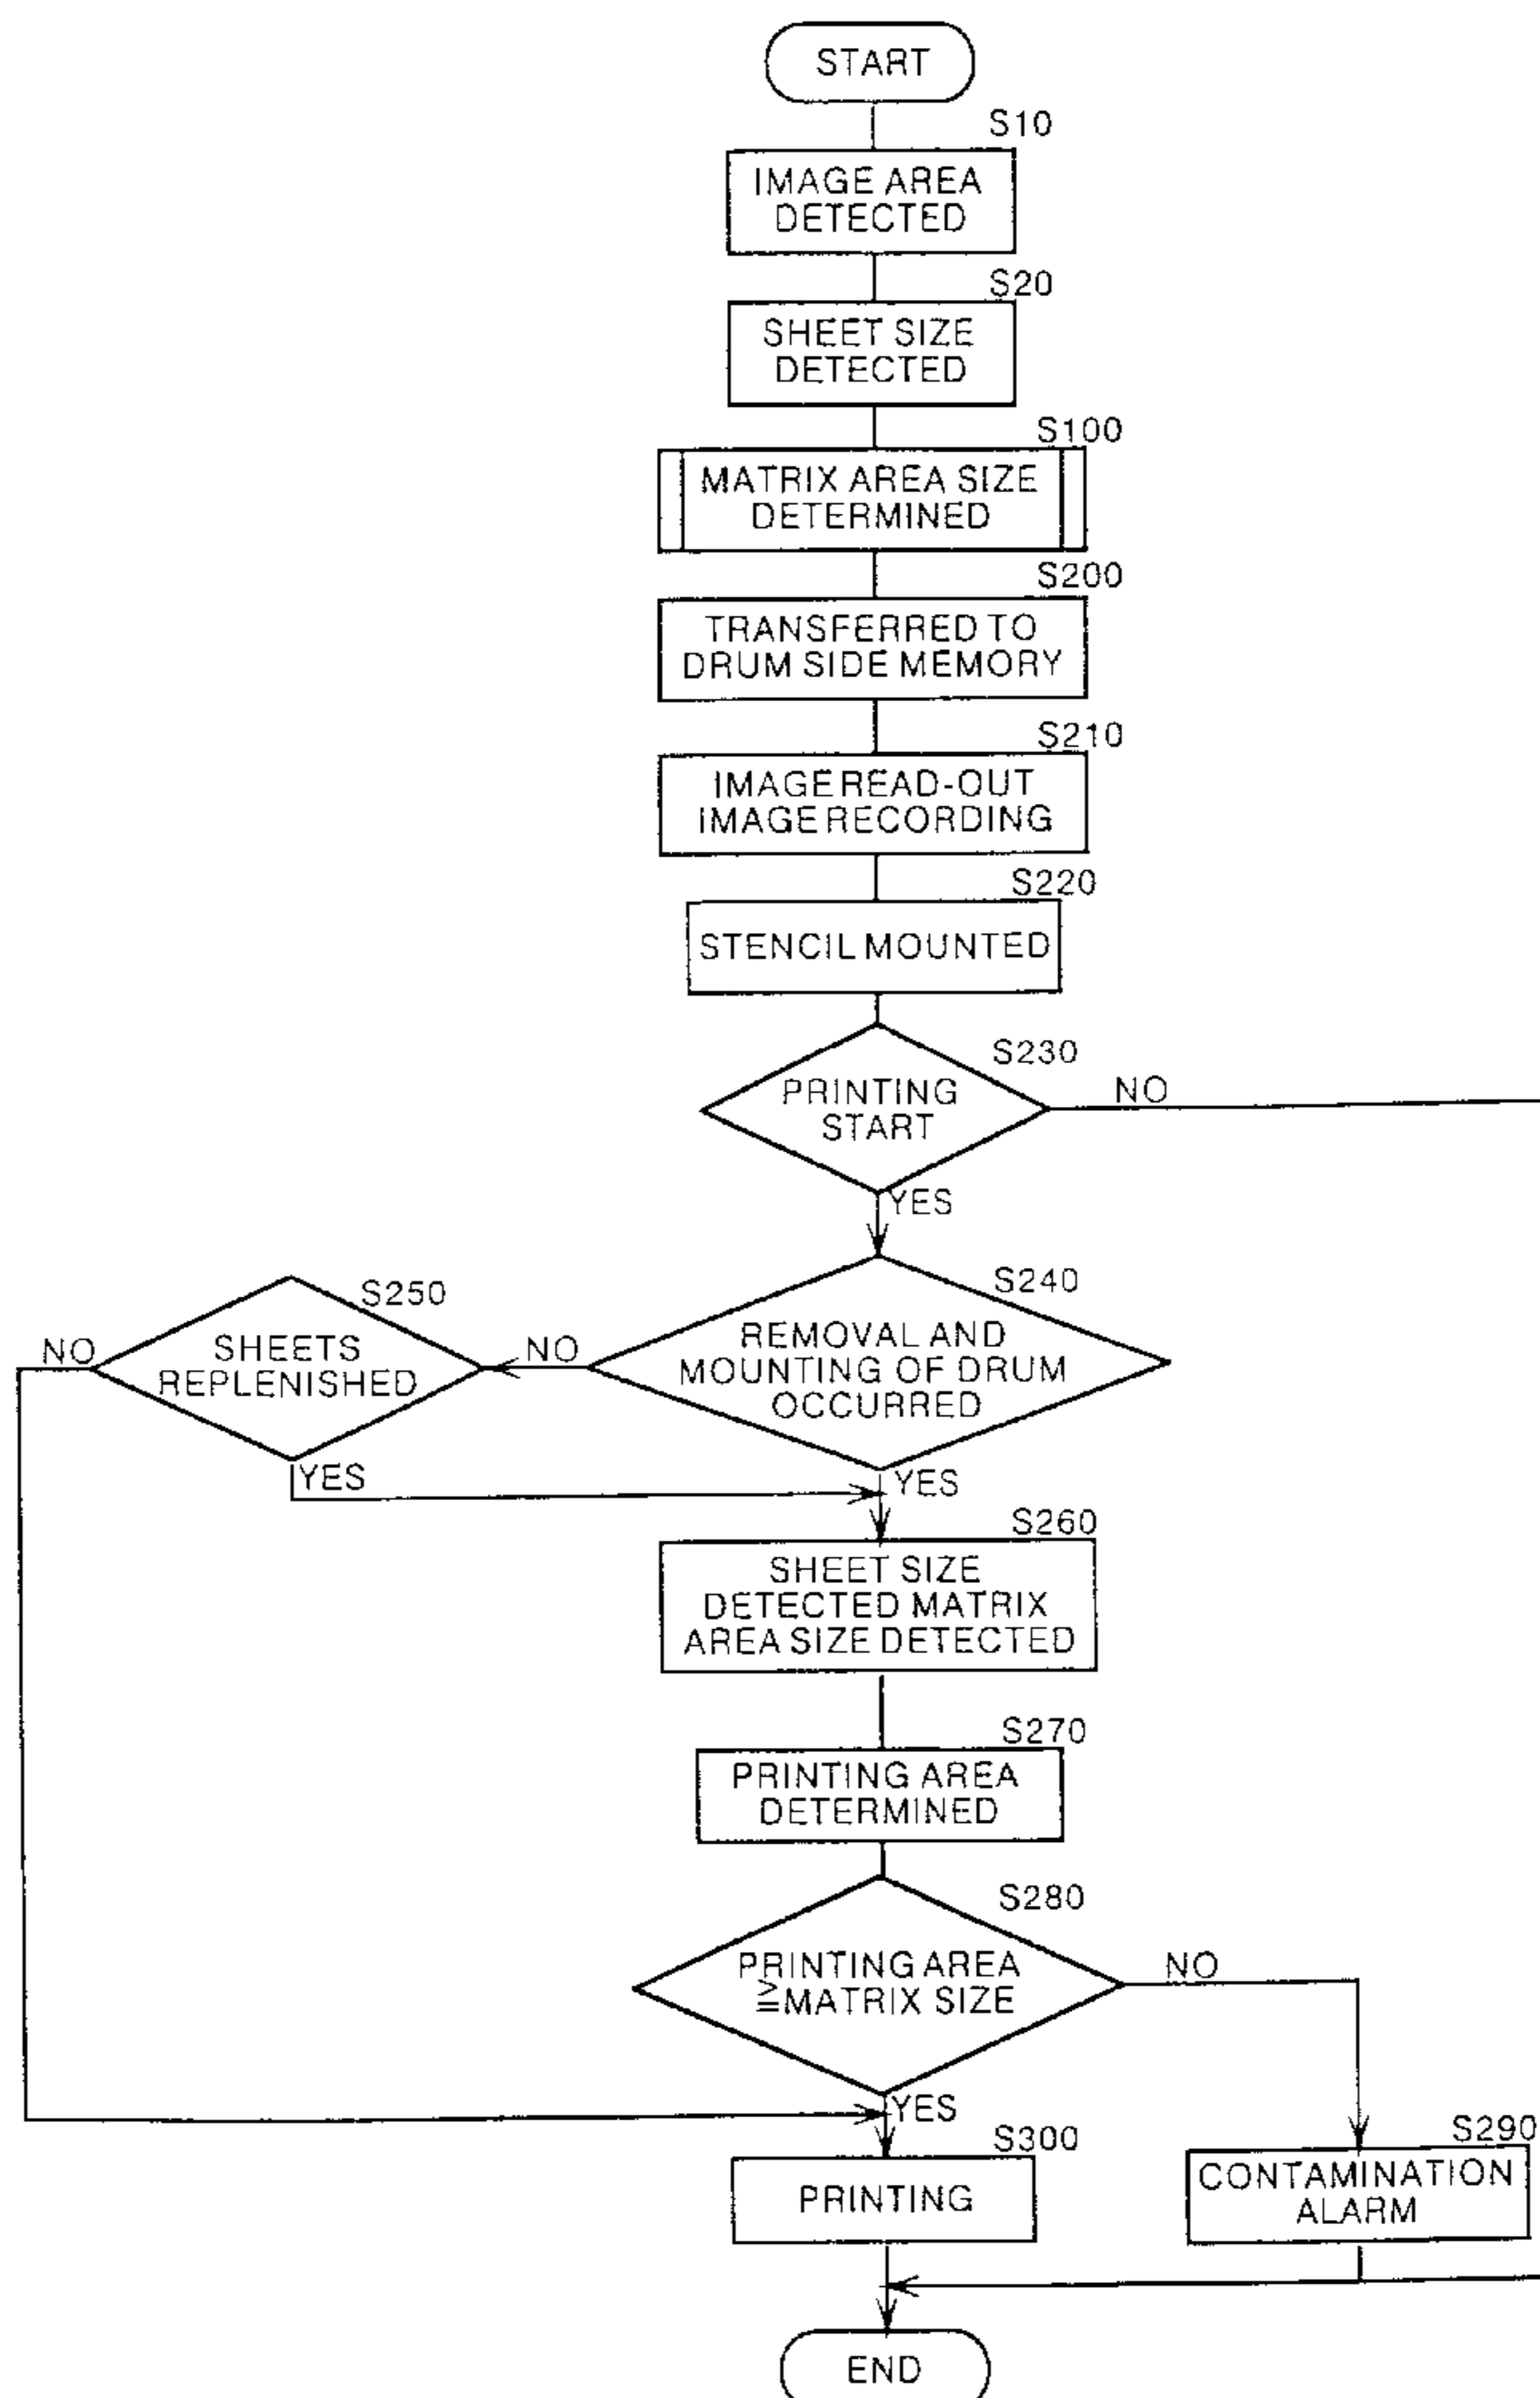 START
S10
IMAGE AREA
DETECTED
S20
SHEET SIZE
DETECTED
S100
MATRIX AREA SIZE
DETERMINED
S200
TRANSFERRED TO
DRUM SIDE MEMORY
S210
IMAGE READ-OUT
IMAGE RECORDING
S220
STENCIL MOUNTED
S230
PRINTING
START
NO
YES
S240
REMOVAL AND
MOUNTING OF DRUM
OCCURRED
NO
YES
S250
SHEETS
REPLENISHED
NO
YES
S260
SHEET SIZE
DETECTED MATRIX
AREA SIZE DETECTED
S270
PRINTING AREA
DETERMINED
S280
PRINTING AREA
≧MATRIX SIZE
NO
YES
S300
PRINTING
S290
CONTAMINATION
ALARM
END